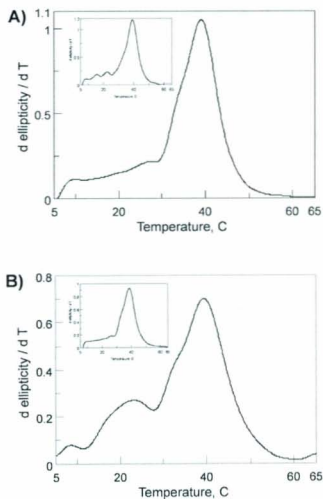 A)
1.1
1
0.5
0
d ellipticity / d T
5 20 40 60 65
Temperature, C
B)
0.8
0.6
0.4
0.2
0
d ellipticity / d T
5 20 40 60 65
Temperature, C